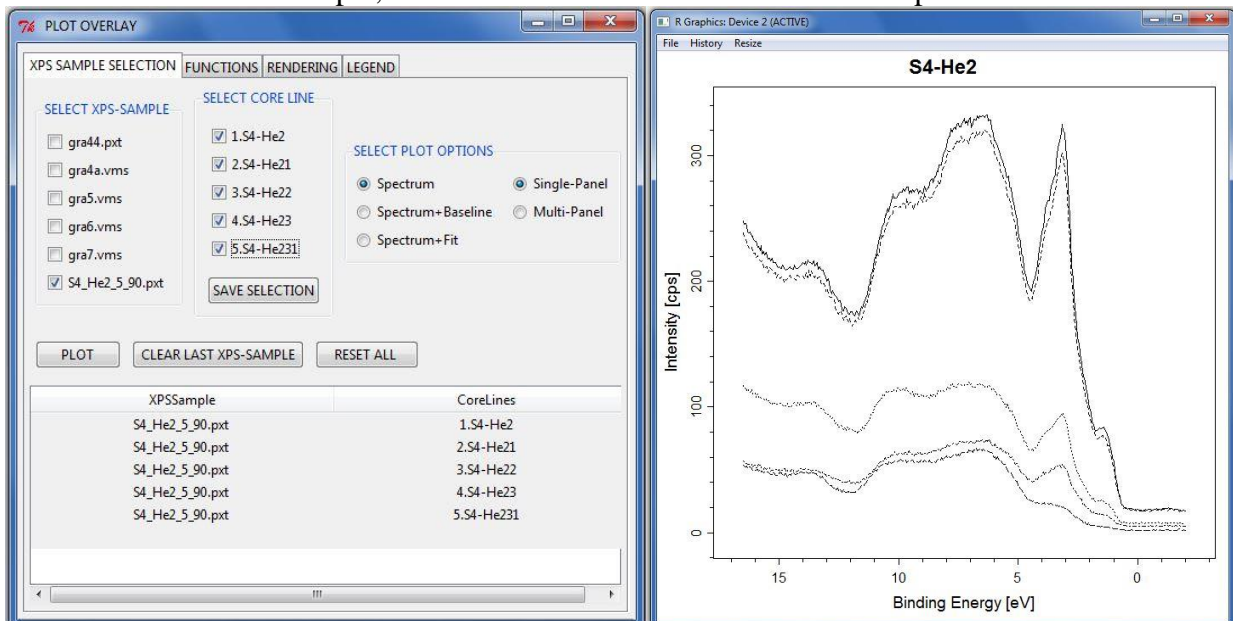 PLOT OVERLAY
XPS SAMPLE SELECTION FUNCTIONS RENDERING LEGEND
SELECT XPS-SAMPLE
gra44.pxt
gra4a.vms
gra5.vms
gra6.vms
gra7.vms
S4_He2_5_90.pxt
SELECT CORE LINE
1.S4-He2
2.S4-He21
3.S4-He22
4.S4-He23
5.S4-He231
SAVE SELECTION
SELECT PLOT OPTIONS
Spectrum Single-Panel
Spectrum+Baseline Multi-Panel
Spectrum+Fit
PLOT CLEAR LAST XPS-SAMPLE RESET ALL
XPSSample CoreLines
S4_He2_5_90.pxt 1.S4-He2
S4_He2_5_90.pxt 2.S4-He21
S4_He2_5_90.pxt 3.S4-He22
S4_He2_5_90.pxt 4.S4-He23
S4_He2_5_90.pxt 5.S4-He231
R Graphics: Device 2 (ACTIVE)
File History Resize
S4-He2
Intensity [cps]
300
200
100
0
15 10 5 0
Binding Energy [eV]